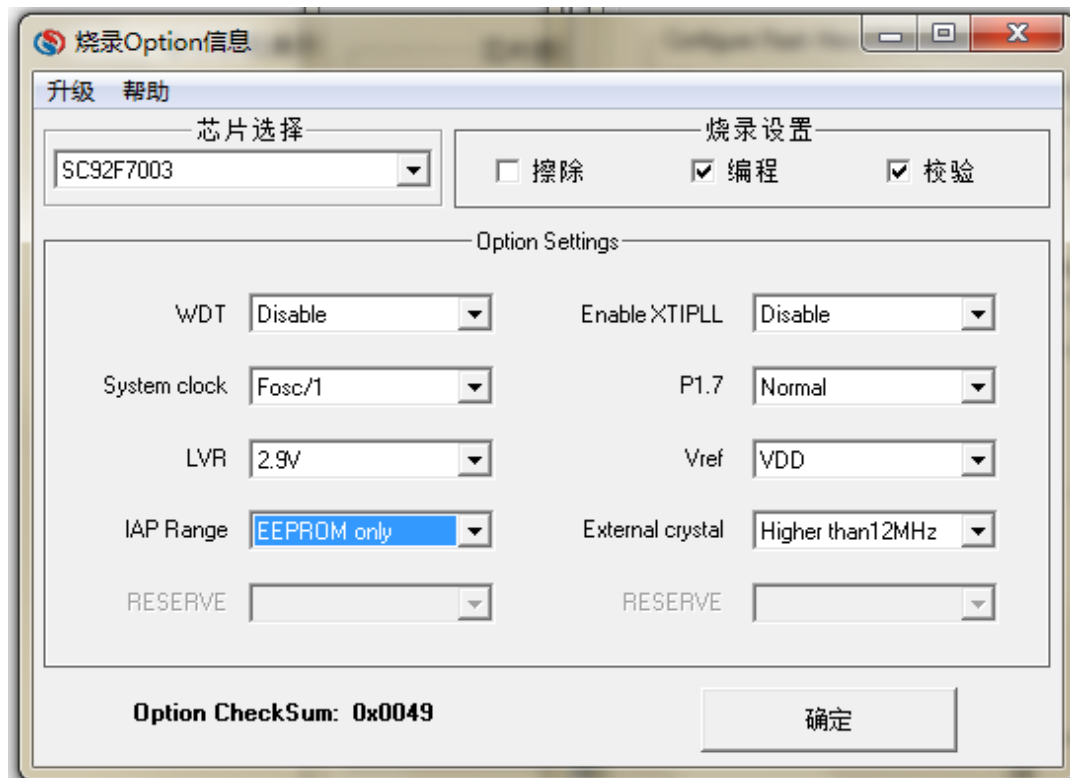 烧录Option信息
升级 帮助
芯片选择
SC92F7003
烧录设置
擦除 编程 校验
Option Settings
WDT Disable Enable XTIPLL Disable
System clock Fosc/1 P1.7 Normal
LVR 2.9V Vref VDD
IAP Range EEPROM only External crystal Higher than12MHz
RESERVE RESERVE
Option CheckSum: 0x0049 确定